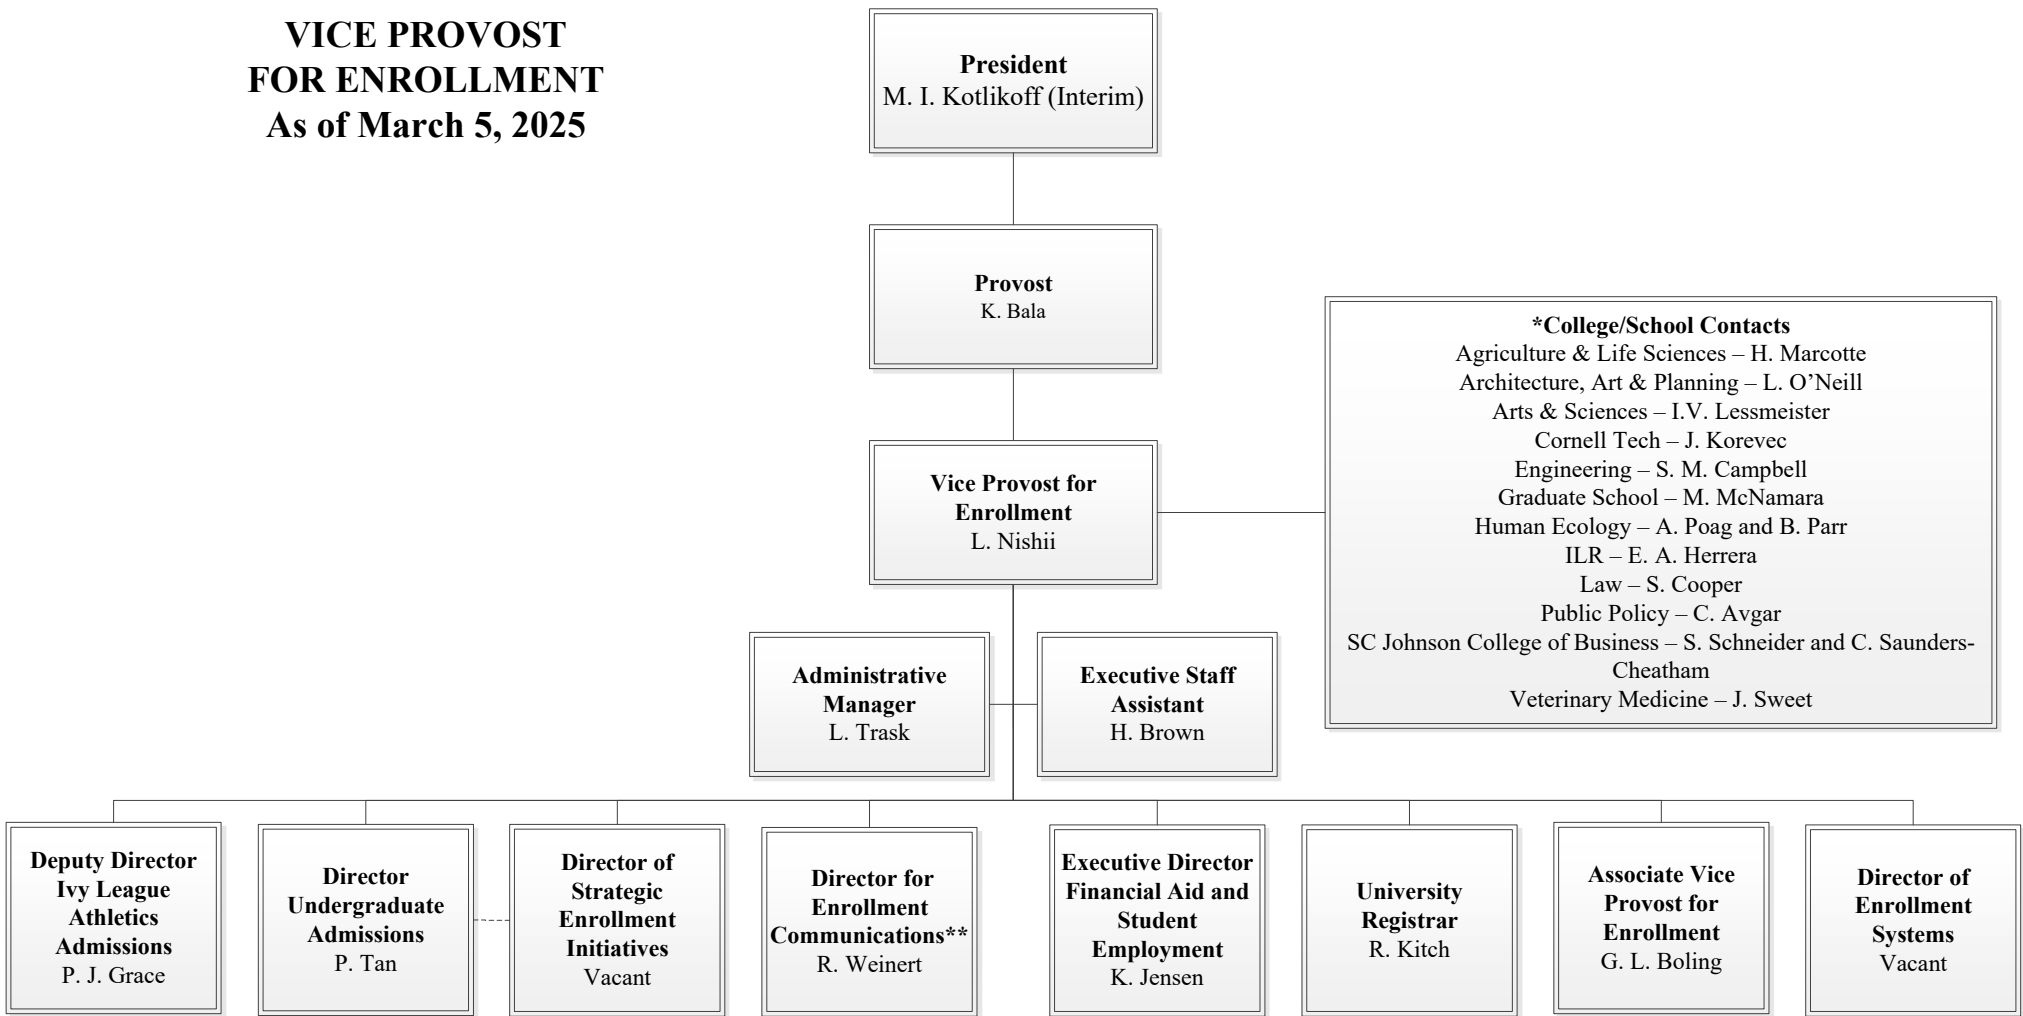 VICE PROVOST
FOR ENROLLMENT
As of March 5, 2025
President
M. I. Kotlikoff (Interim)
Provost
K. Bala
Vice Provost for
Enrollment
L. Nishii
*College/School Contacts
Agriculture & Life Sciences – H. Marcotte
Architecture, Art & Planning – L. O’Neill
Arts & Sciences – I.V. Lessmeister
Cornell Tech – J. Korevec
Engineering – S. M. Campbell
Graduate School – M. McNamara
Human Ecology – A. Poag and B. Parr
ILR – E. A. Herrera
Law – S. Cooper
Public Policy – C. Avgar
SC Johnson College of Business – S. Schneider and C. Saunders-
Cheatham
Veterinary Medicine – J. Sweet
Administrative
Manager
L. Trask
Executive Staff
Assistant
H. Brown
Deputy Director
Ivy League
Athletics
Admissions
P. J. Grace
Director
Undergraduate
Admissions
P. Tan
Director of
Strategic
Enrollment
Initiatives
Vacant
Director for
Enrollment
Communications**
R. Weinert
Executive Director
Financial Aid and
Student
Employment
K. Jensen
University
Registrar
R. Kitch
Associate Vice
Provost for
Enrollment
G. L. Boling
Director of
Enrollment
Systems
Vacant